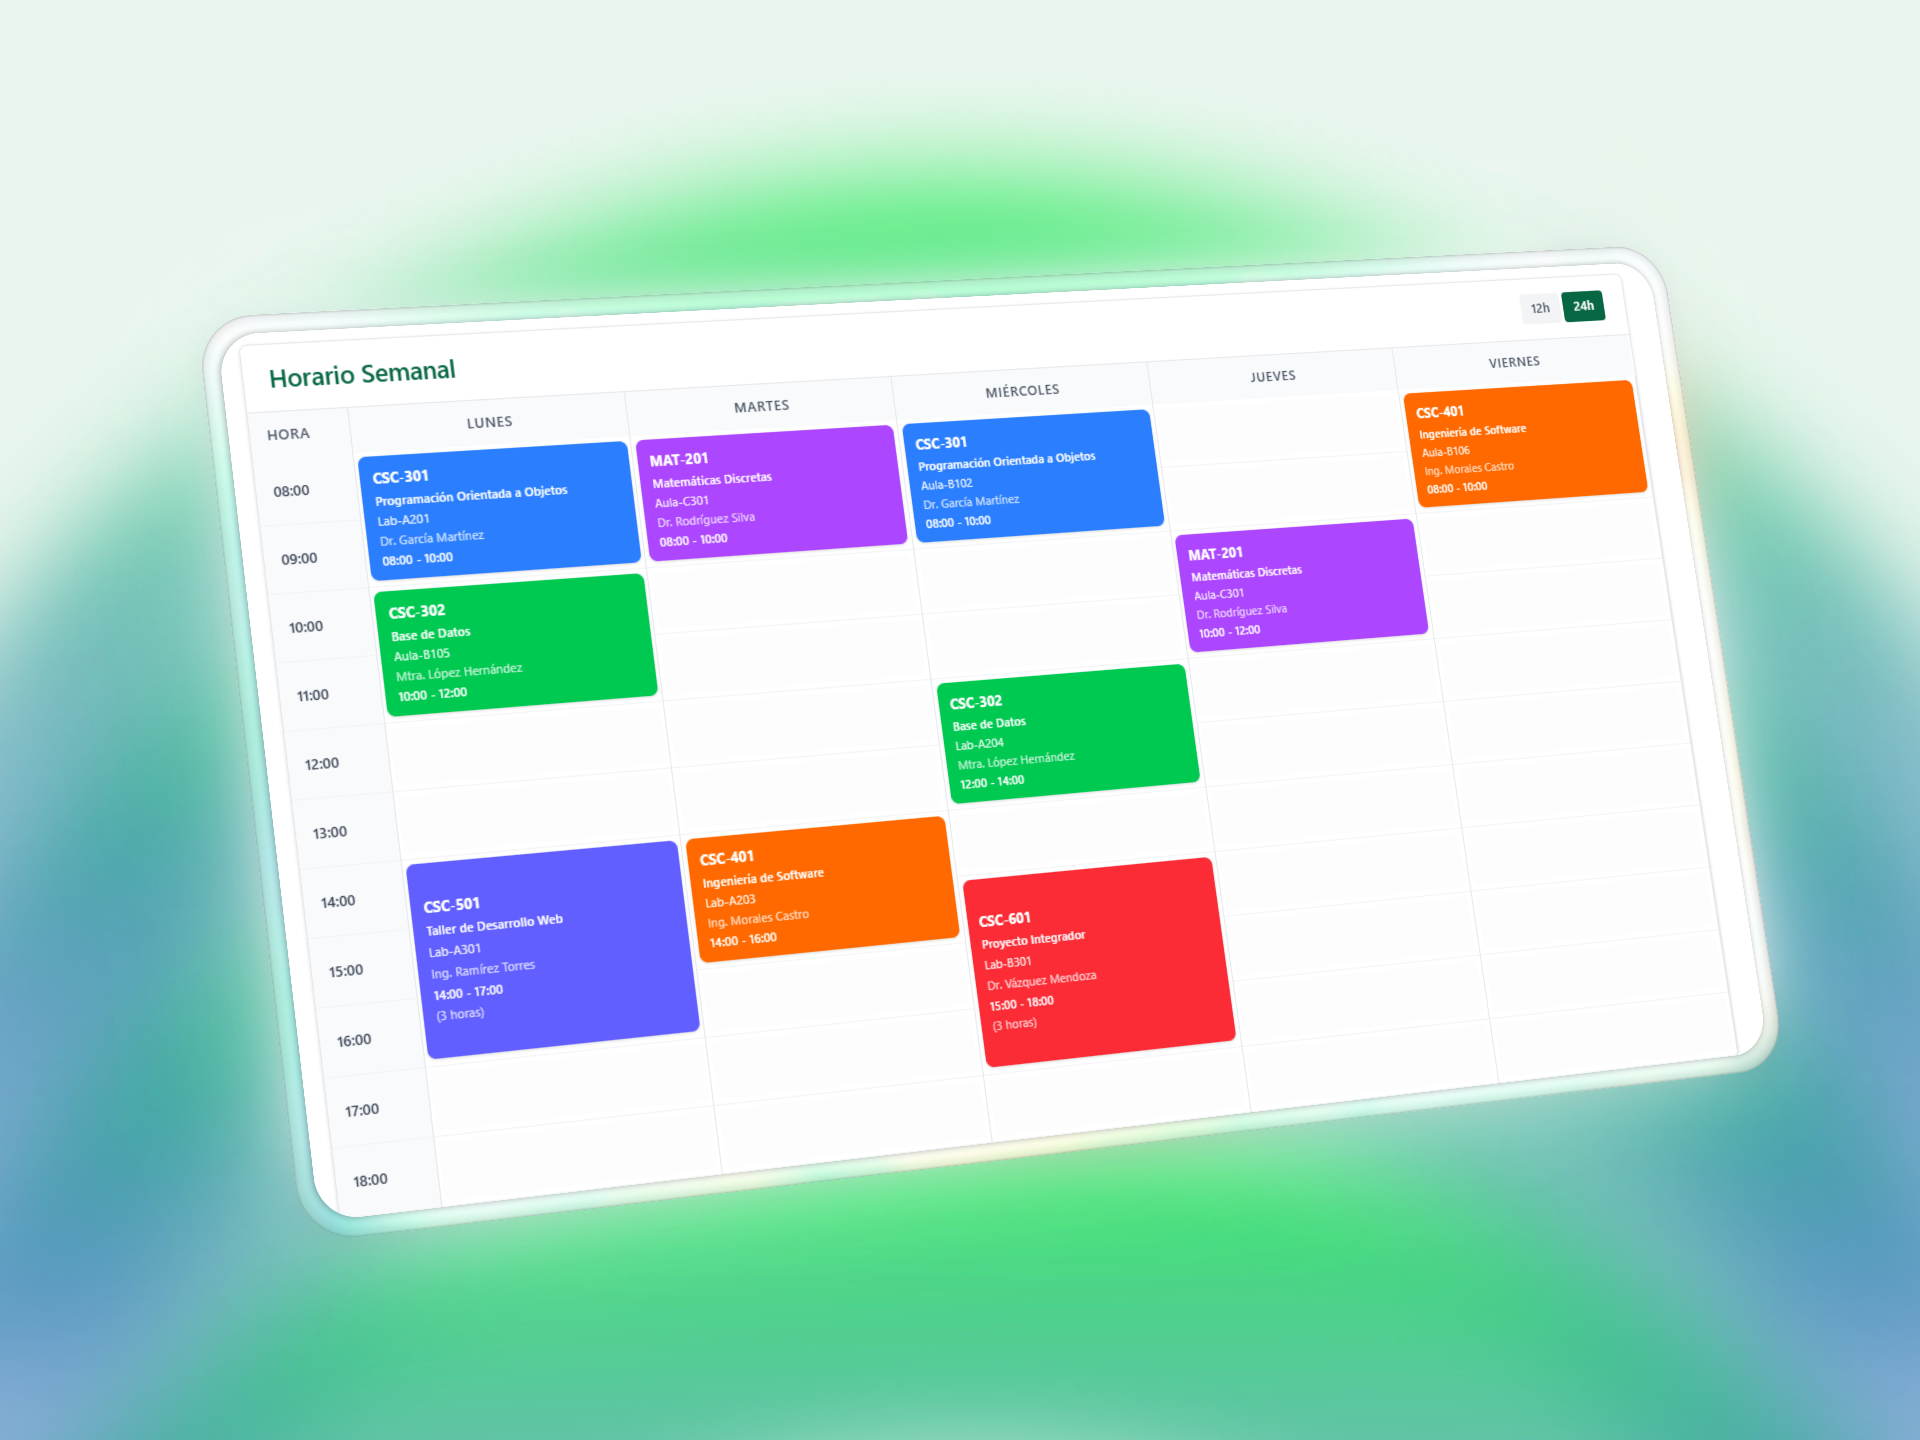 Horario Semanal
12h
24h
HORA
LUNES
MARTES
MIÉRCOLES
JUEVES
VIERNES
08:00
09:00
10:00
11:00
12:00
13:00
14:00
15:00
16:00
17:00
18:00
CSC-301
Programación Orientada a Objetos
Lab-A201
Dr. García Martínez
08:00 - 10:00
CSC-302
Base de Datos
Aula-B105
Mtra. López Hernández
10:00 - 12:00
CSC-501
Taller de Desarrollo Web
Lab-A301
Ing. Ramírez Torres
14:00 - 17:00
(3 horas)
MAT-201
Matemáticas Discretas
Aula-C301
Dr. Rodríguez Silva
08:00 - 10:00
CSC-401
Ingeniería de Software
Lab-A203
Ing. Morales Castro
14:00 - 16:00
CSC-301
Programación Orientada a Objetos
Aula-B102
Dr. García Martínez
08:00 - 10:00
CSC-302
Base de Datos
Lab-A204
Mtra. López Hernández
12:00 - 14:00
CSC-601
Proyecto Integrador
Lab-B301
Dr. Vázquez Mendoza
15:00 - 18:00
(3 horas)
MAT-201
Matemáticas Discretas
Aula-C301
Dr. Rodríguez Silva
10:00 - 12:00
CSC-401
Ingeniería de Software
Aula-B106
Ing. Morales Castro
08:00 - 10:00